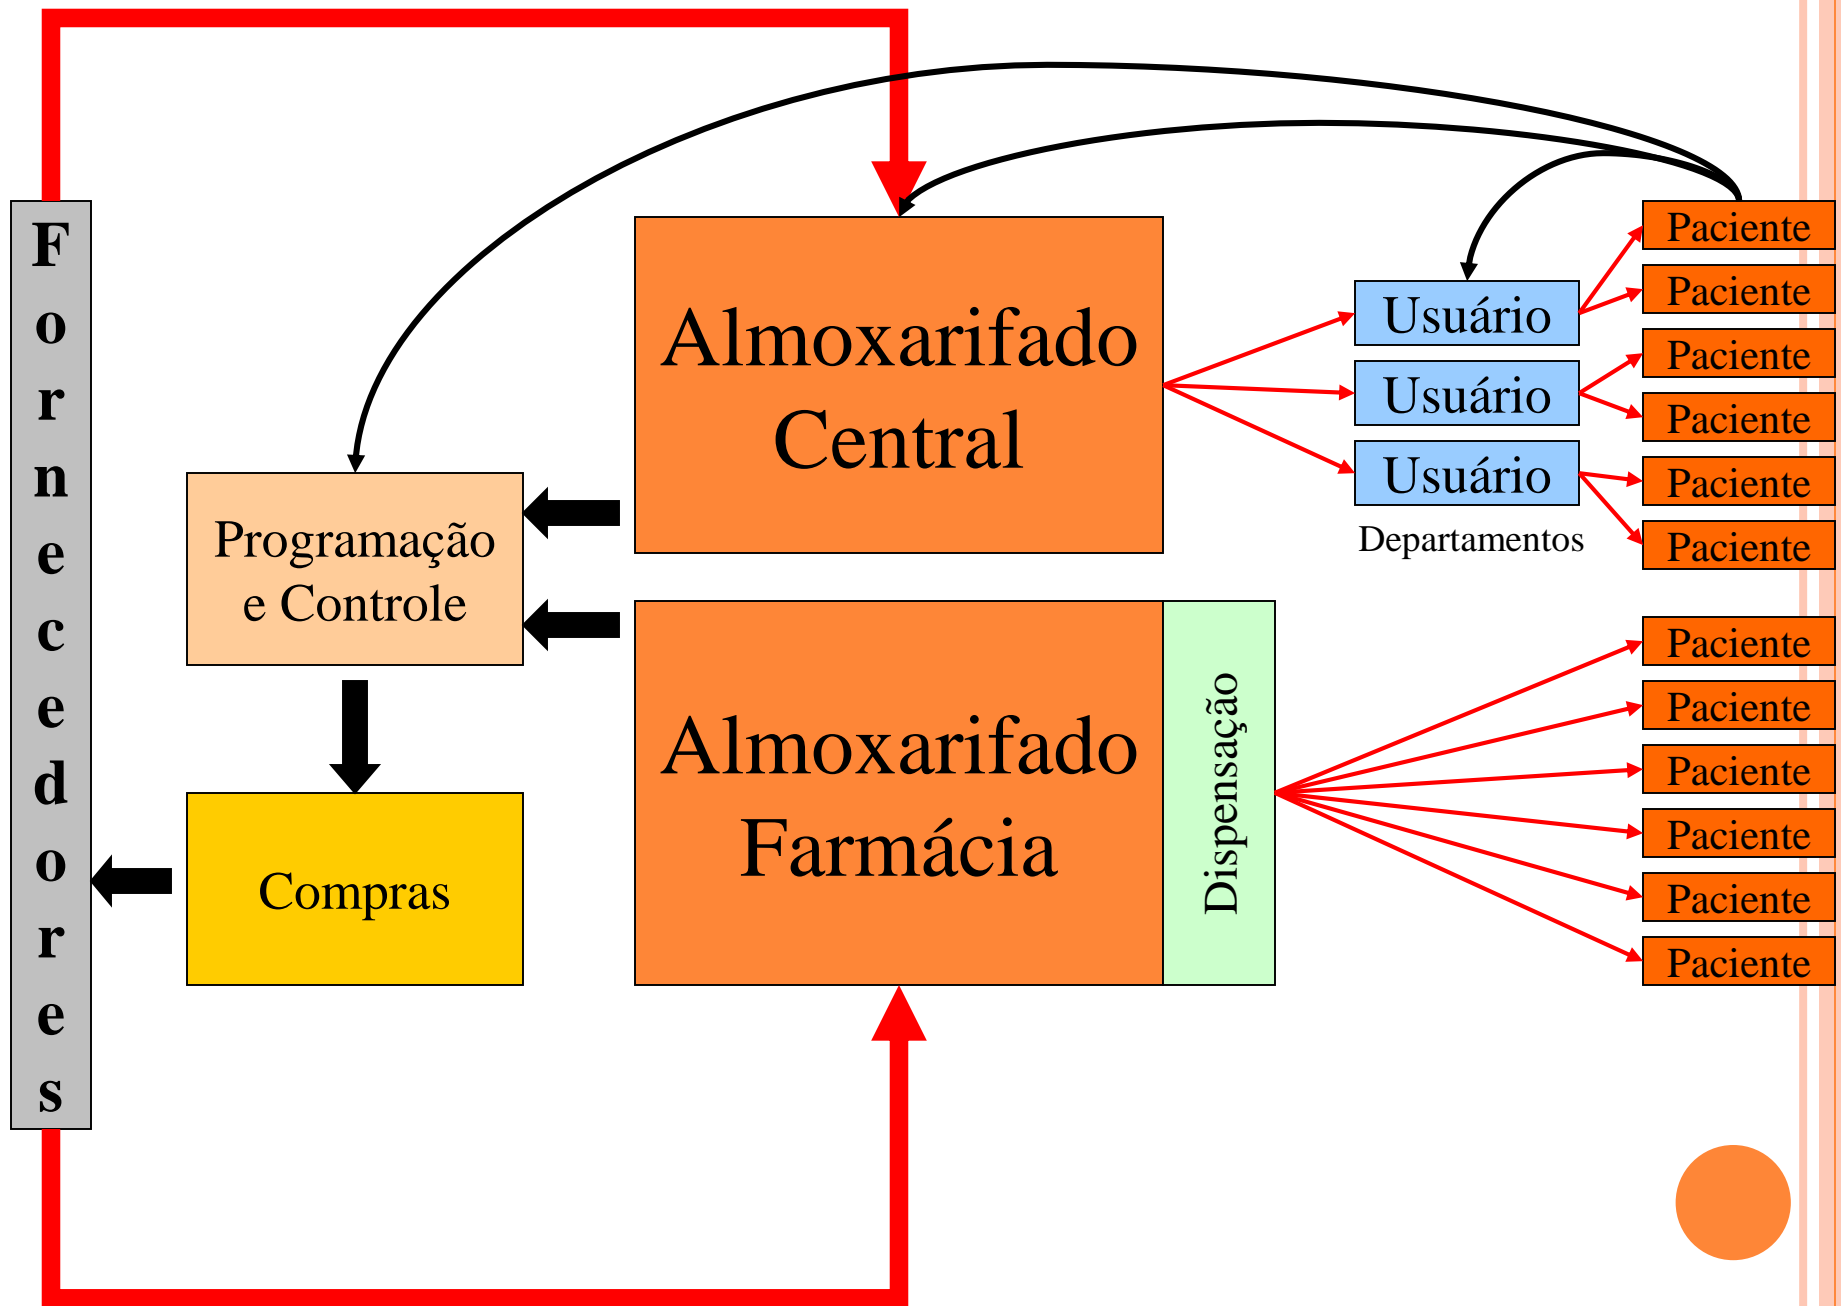 Fornecedores
Programação
e Controle
Compras
Almoxarifado
Central
Almoxarifado
Farmácia
Dispensação
Usuário
Usuário
Usuário
Departamentos
Paciente
Paciente
Paciente
Paciente
Paciente
Paciente
Paciente
Paciente
Paciente
Paciente
Paciente
Paciente